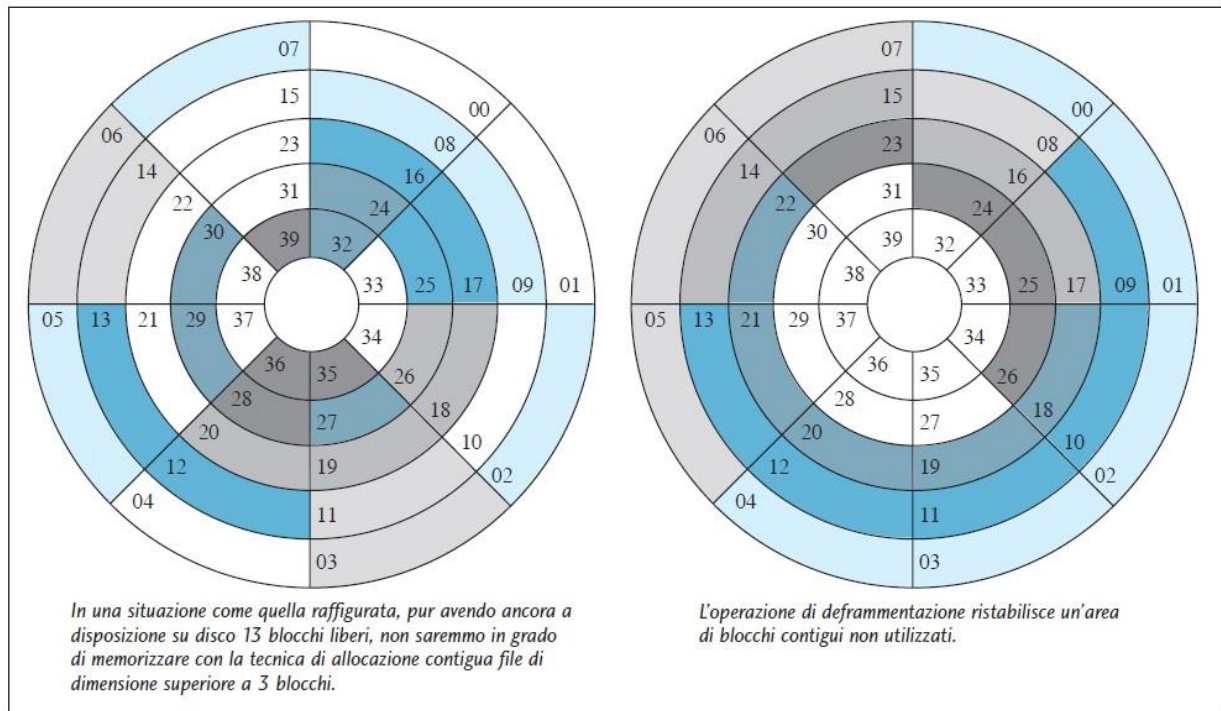 07
15 00
06 23 08
14 16
31
22 24
30 39 32
38 33 25 17 09 01
05 13 21 29 37
34
36 35 26
28 27 18
20 10
12 19 02
04 11
03
In una situazione come quella raffigurata, pur avendo ancora a
disposizione su disco 13 blocchi liberi, non saremmo in grado
di memorizzare con la tecnica di allocazione contigua file di
dimensione superiore a 3 blocchi.
07
15 00
06 23 08
14 16
31
22 24
30 39 32
38 33 25 17 09 01
05 13 21 29 37
34
36 35 26
28 27 18
20 10
12 19 02
04 11
03
L'operazione di deframmentazione ristabilisce un'area
di blocchi contigui non utilizzati.